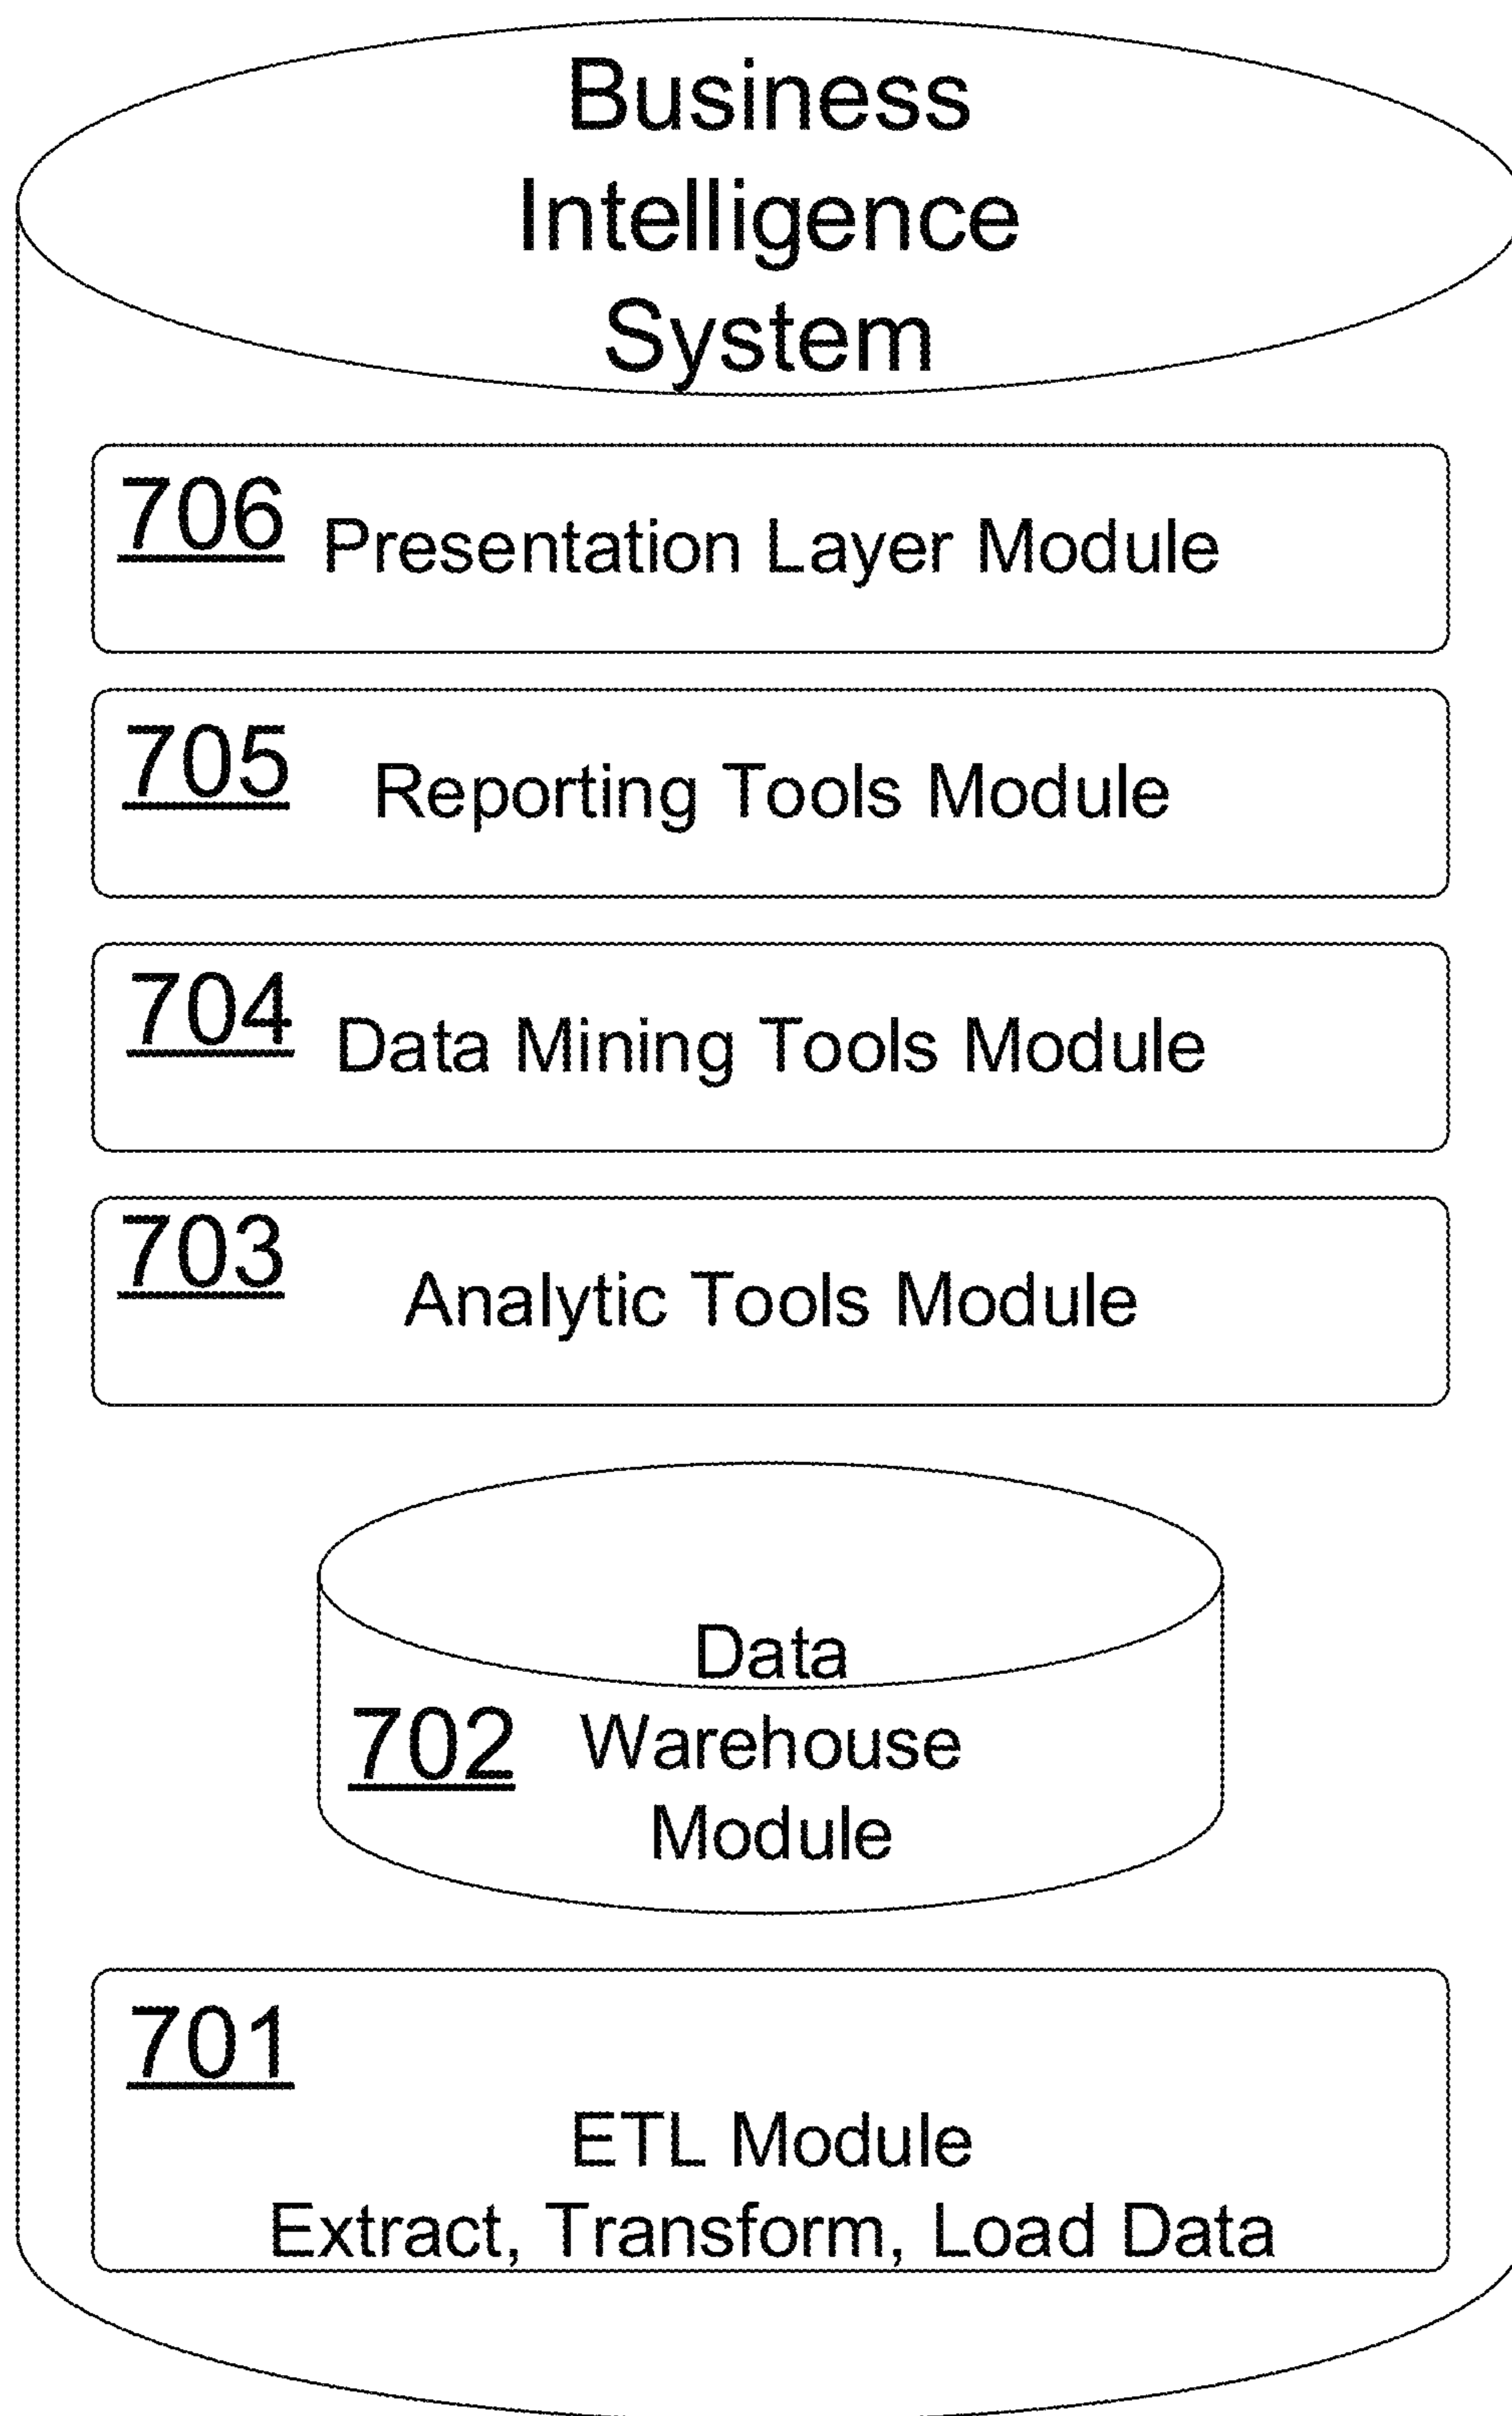 Business
Intelligence
System
706 Presentation Layer Module
705 Reporting Tools Module
704 Data Mining Tools Module
703 Analytic Tools Module
Data
702 Warehouse
Module
701
ETL Module
Extract, Transform, Load Data